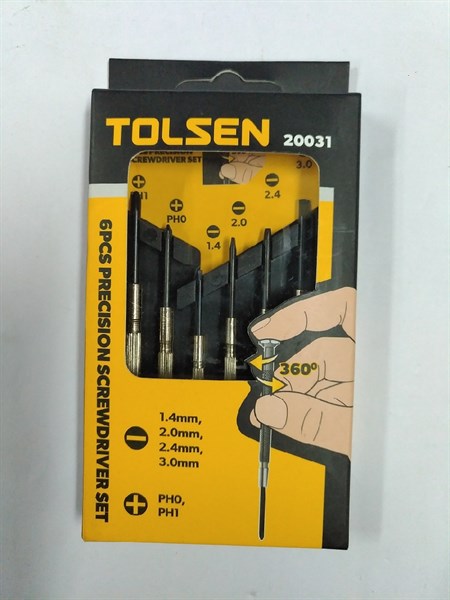 TOLSEN 20031
PRECISION
SCREWDRIVER SET
3.0
2.4
PH1
PH0
2.0
1.4
6PCS PRECISION SCREWDRIVER SET
360°
1.4mm,
2.0mm,
2.4mm,
3.0mm
PH0,
PH1